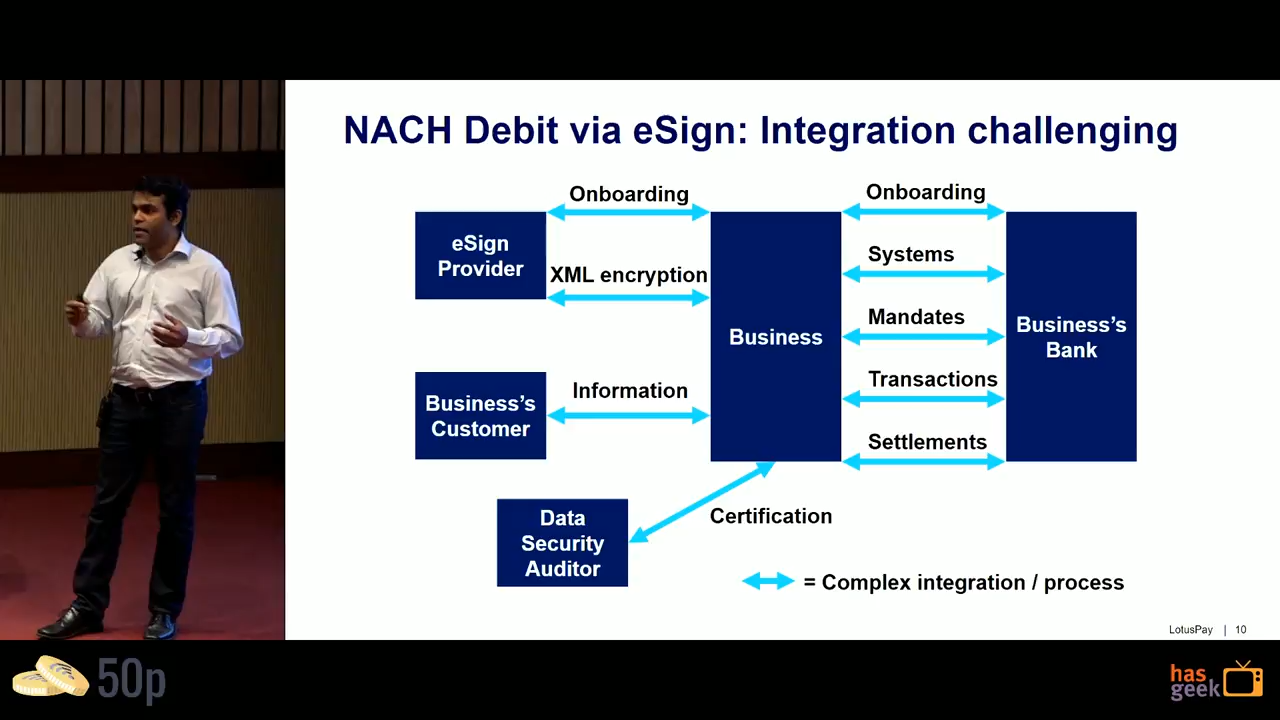 NACH Debit via eSign: Integration challenging
Onboarding
Onboarding
eSign
Provider
XML encryption
Systems
Mandates
Business
Business’s
Bank
Transactions
Information
Business’s
Customer
Settlements
Certification
Data
Security
Auditor
= Complex integration / process
LotusPay | 10
50p
has
geek